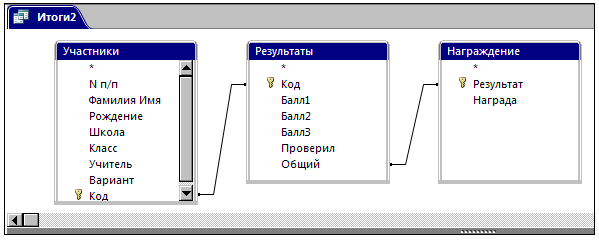 Итоги2
Участники
*
N п/п
Фамилия Имя
Рождение
Школа
Класс
Учитель
Вариант
Код
Результаты
*
Код
Балл1
Балл2
Балл3
Проверил
Общий
Награждение
*
Результат
Награда